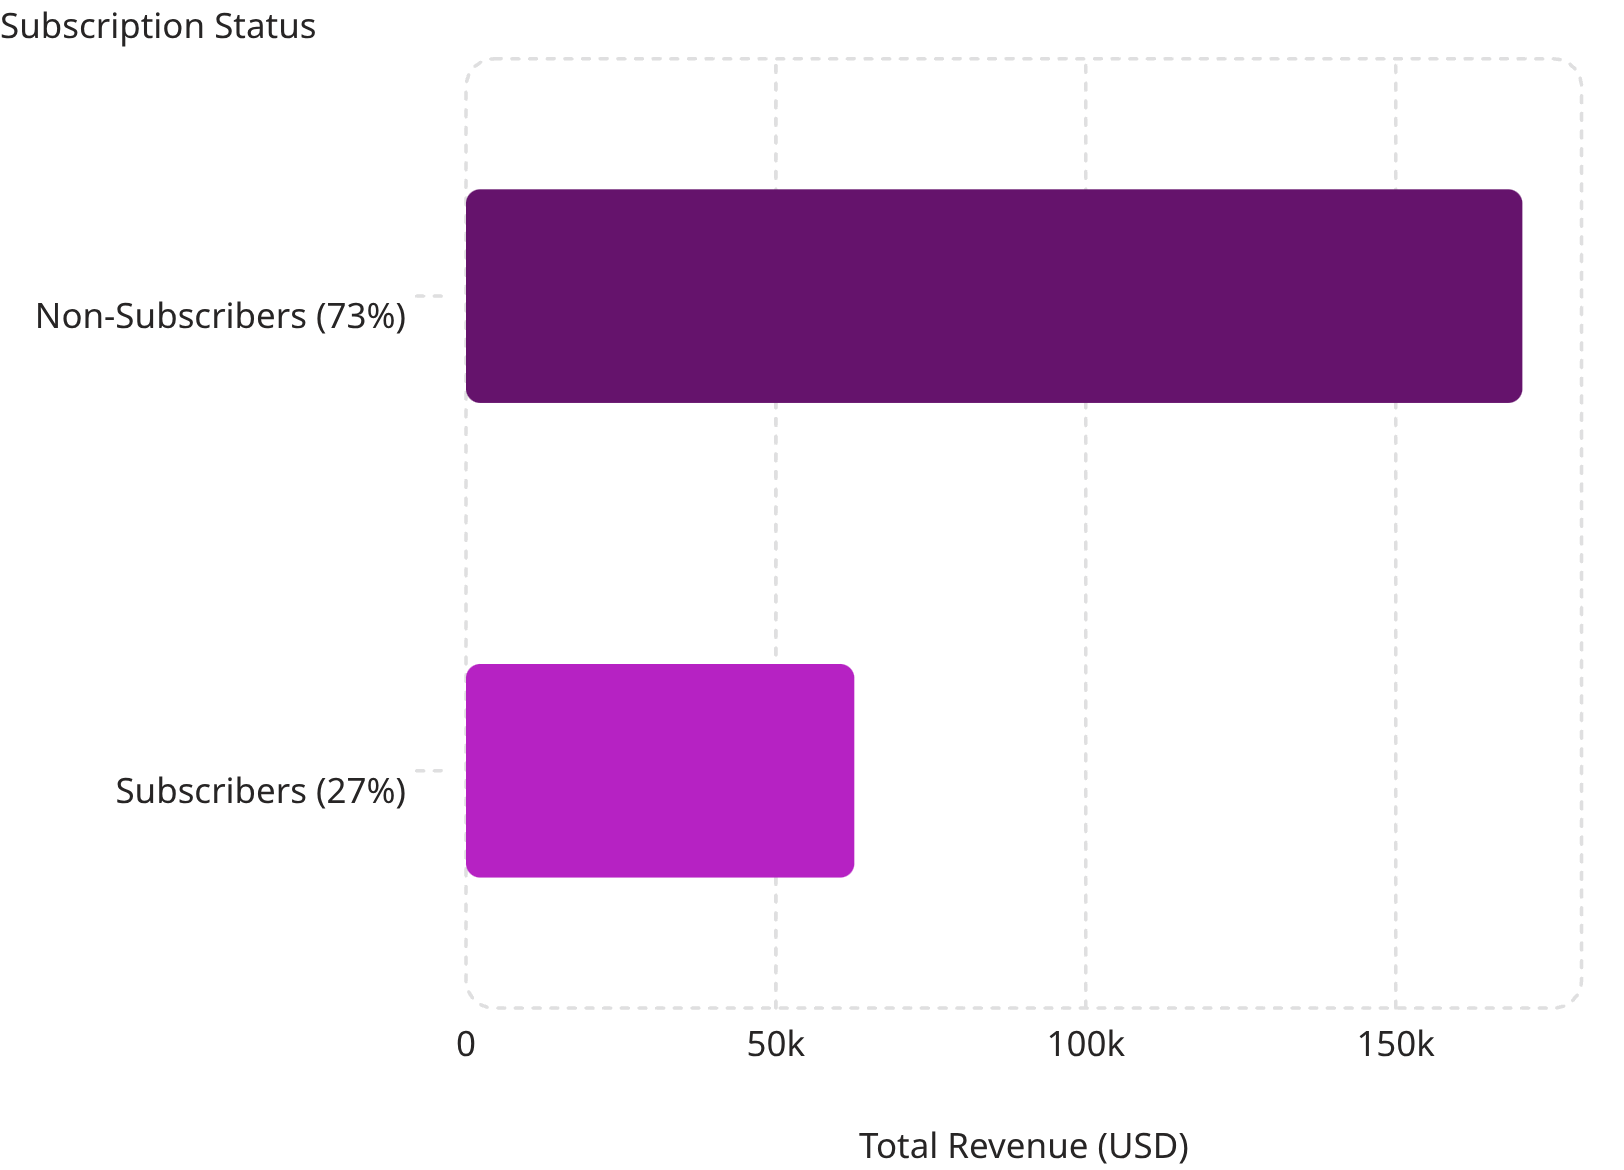 Subscription Status
Non-Subscribers (73%)
Subscribers (27%)
0 50k 100k 150k
Total Revenue (USD)